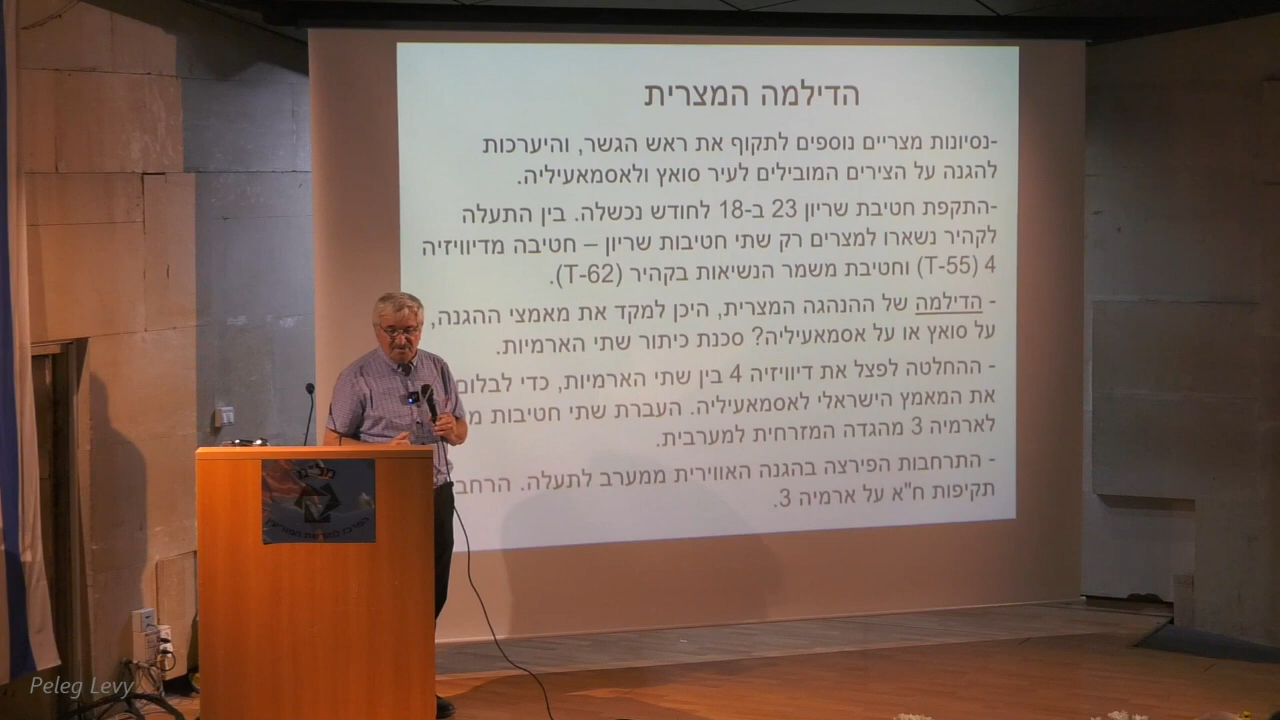 הדילמה המצרית
-נסיונות מצריים נוספים לתקוף את ראש הגשר, והיערכות
להגנה על הצירים המובילים לעיר סואץ ולאסמאעיליה.
-התקפת חטיבת שריון 23 ב-18 לחודש נכשלה. בין התעלה
לקהיר נשארו למצרים רק שתי חטיבות שריון – חטיבה מדיוויזיה
4 (T-55) וחטיבת משמר הנשיאות בקהיר (T-62).
- הדילמה של ההנהגה המצרית, היכן למקד את מאמצי ההגנה,
על סואץ או על אסמאעיליה? סכנת כיתור שתי הארמיות.
- ההחלטה לפצל את דיוויזיה 4 בין שתי הארמיות, כדי לבלום
את המאמץ הישראלי לאסמאעיליה. העברת שתי חטיבות
לארמיה 3 מהגדה המזרחית למערבית.
- התרחבות הפירצה בהגנה האווירית ממערב לתעלה.
תקיפות ח"א על ארמיה 3.
Peleg Levy